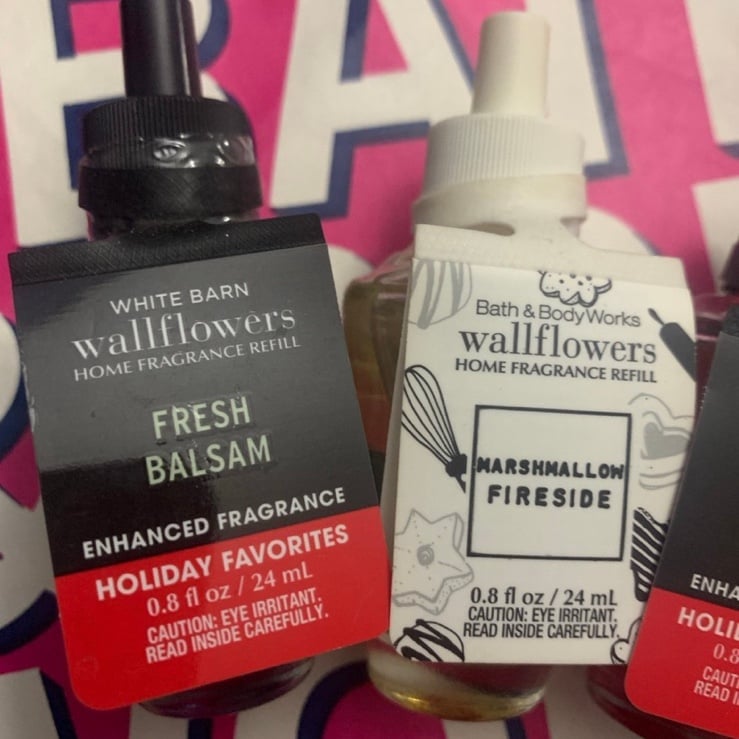 WHITE BARN
wallflowers
HOME FRAGRANCE REFILL
FRESH
BALSAM
ENHANCED FRAGRANCE
HOLIDAY FAVORITES
0.8 fl oz / 24 mL
CAUTION: EYE IRRITANT.
READ INSIDE CAREFULLY.
Bath & Body Works
wallflowers
HOME FRAGRANCE REFILL
MARSHMALLOW
FIRESIDE
0.8 fl oz / 24 mL
CAUTION: EYE IRRITANT.
READ INSIDE CAREFULLY.